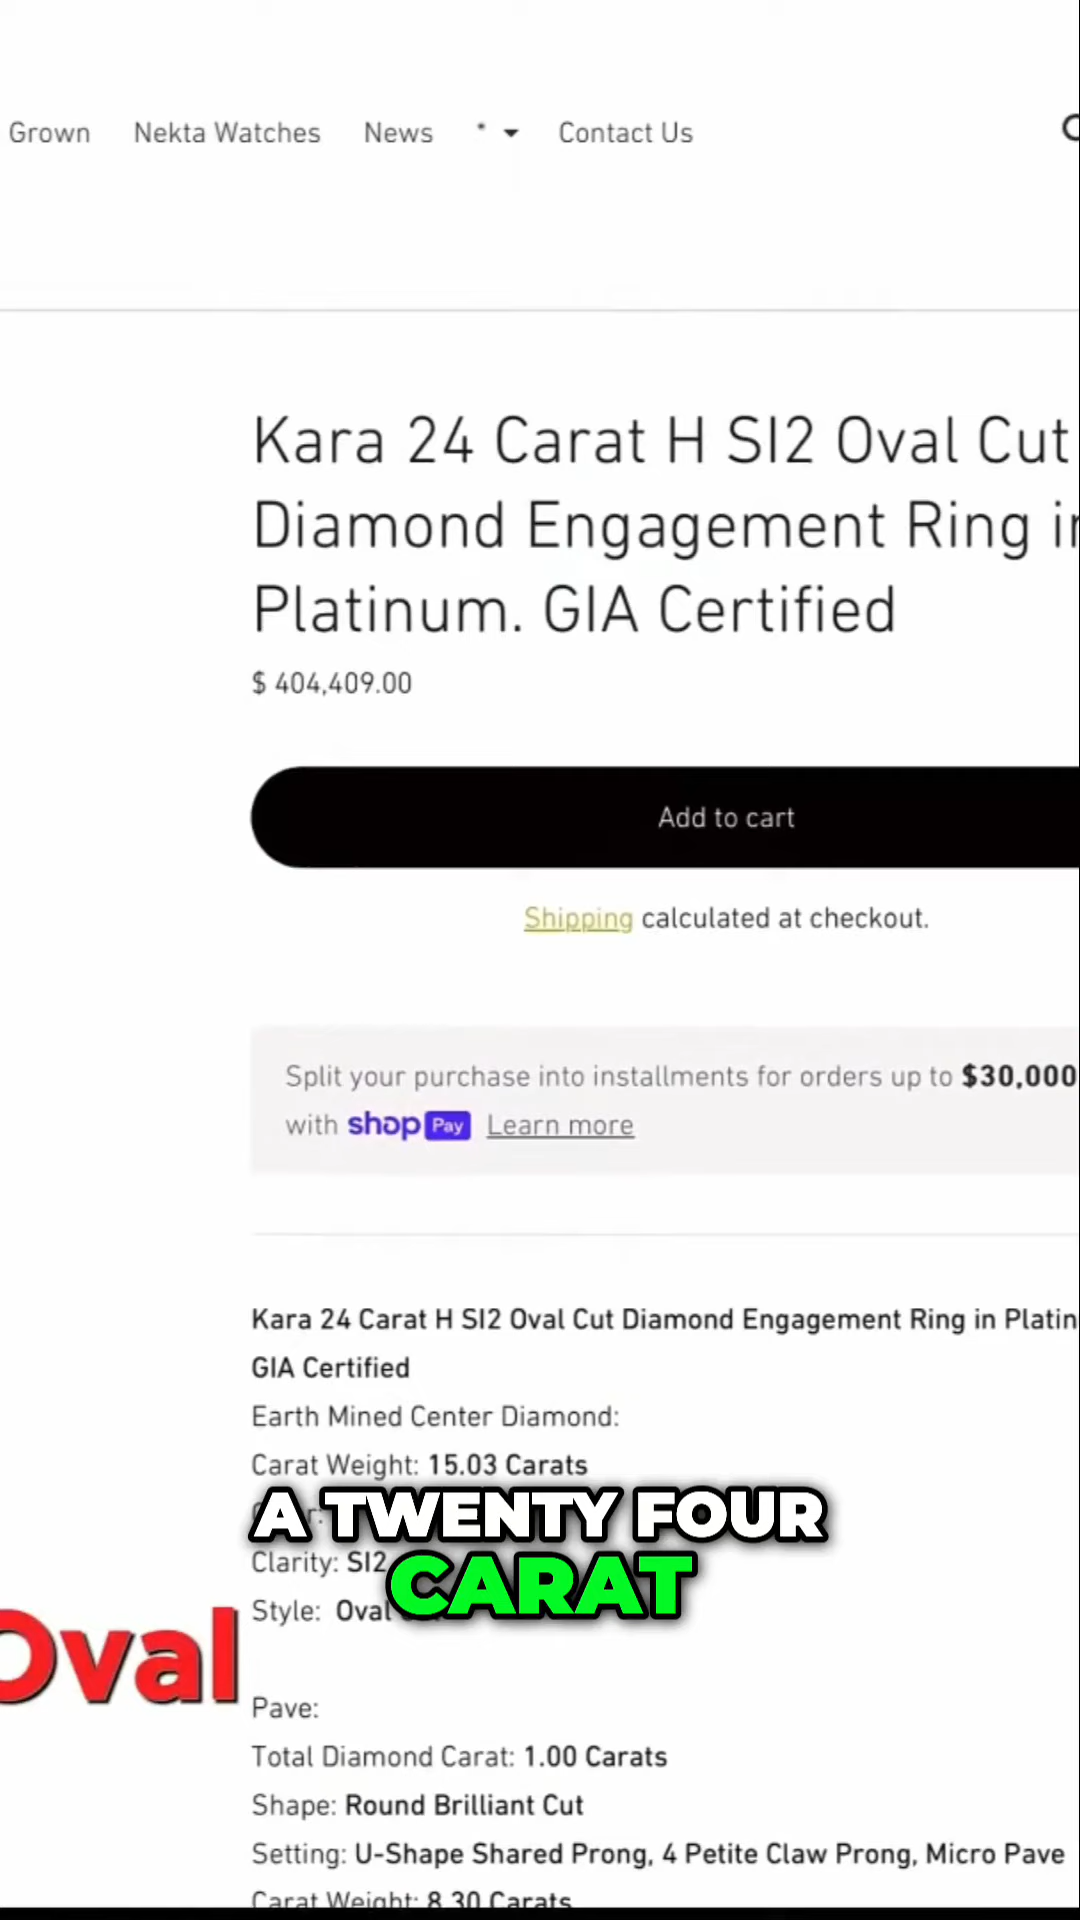 Grown Nekta Watches News * Contact Us
Kara 24 Carat H SI2 Oval Cut
Diamond Engagement Ring in
Platinum. GIA Certified
$ 404,409.00
Add to cart
Shipping calculated at checkout.
Split your purchase into installments for orders up to $30,000
with shop Pay Learn more
Kara 24 Carat H SI2 Oval Cut Diamond Engagement Ring in Platin
GIA Certified
Earth Mined Center Diamond:
Carat Weight: 15.03 Carats
A TWENTY FOUR
Clarity: SI2
CARAT
Style: Oval
Oval
Pave:
Total Diamond Carat: 1.00 Carats
Shape: Round Brilliant Cut
Setting: U-Shape Shared Prong, 4 Petite Claw Prong, Micro Pave
Carat Weight: 8.30 Carats